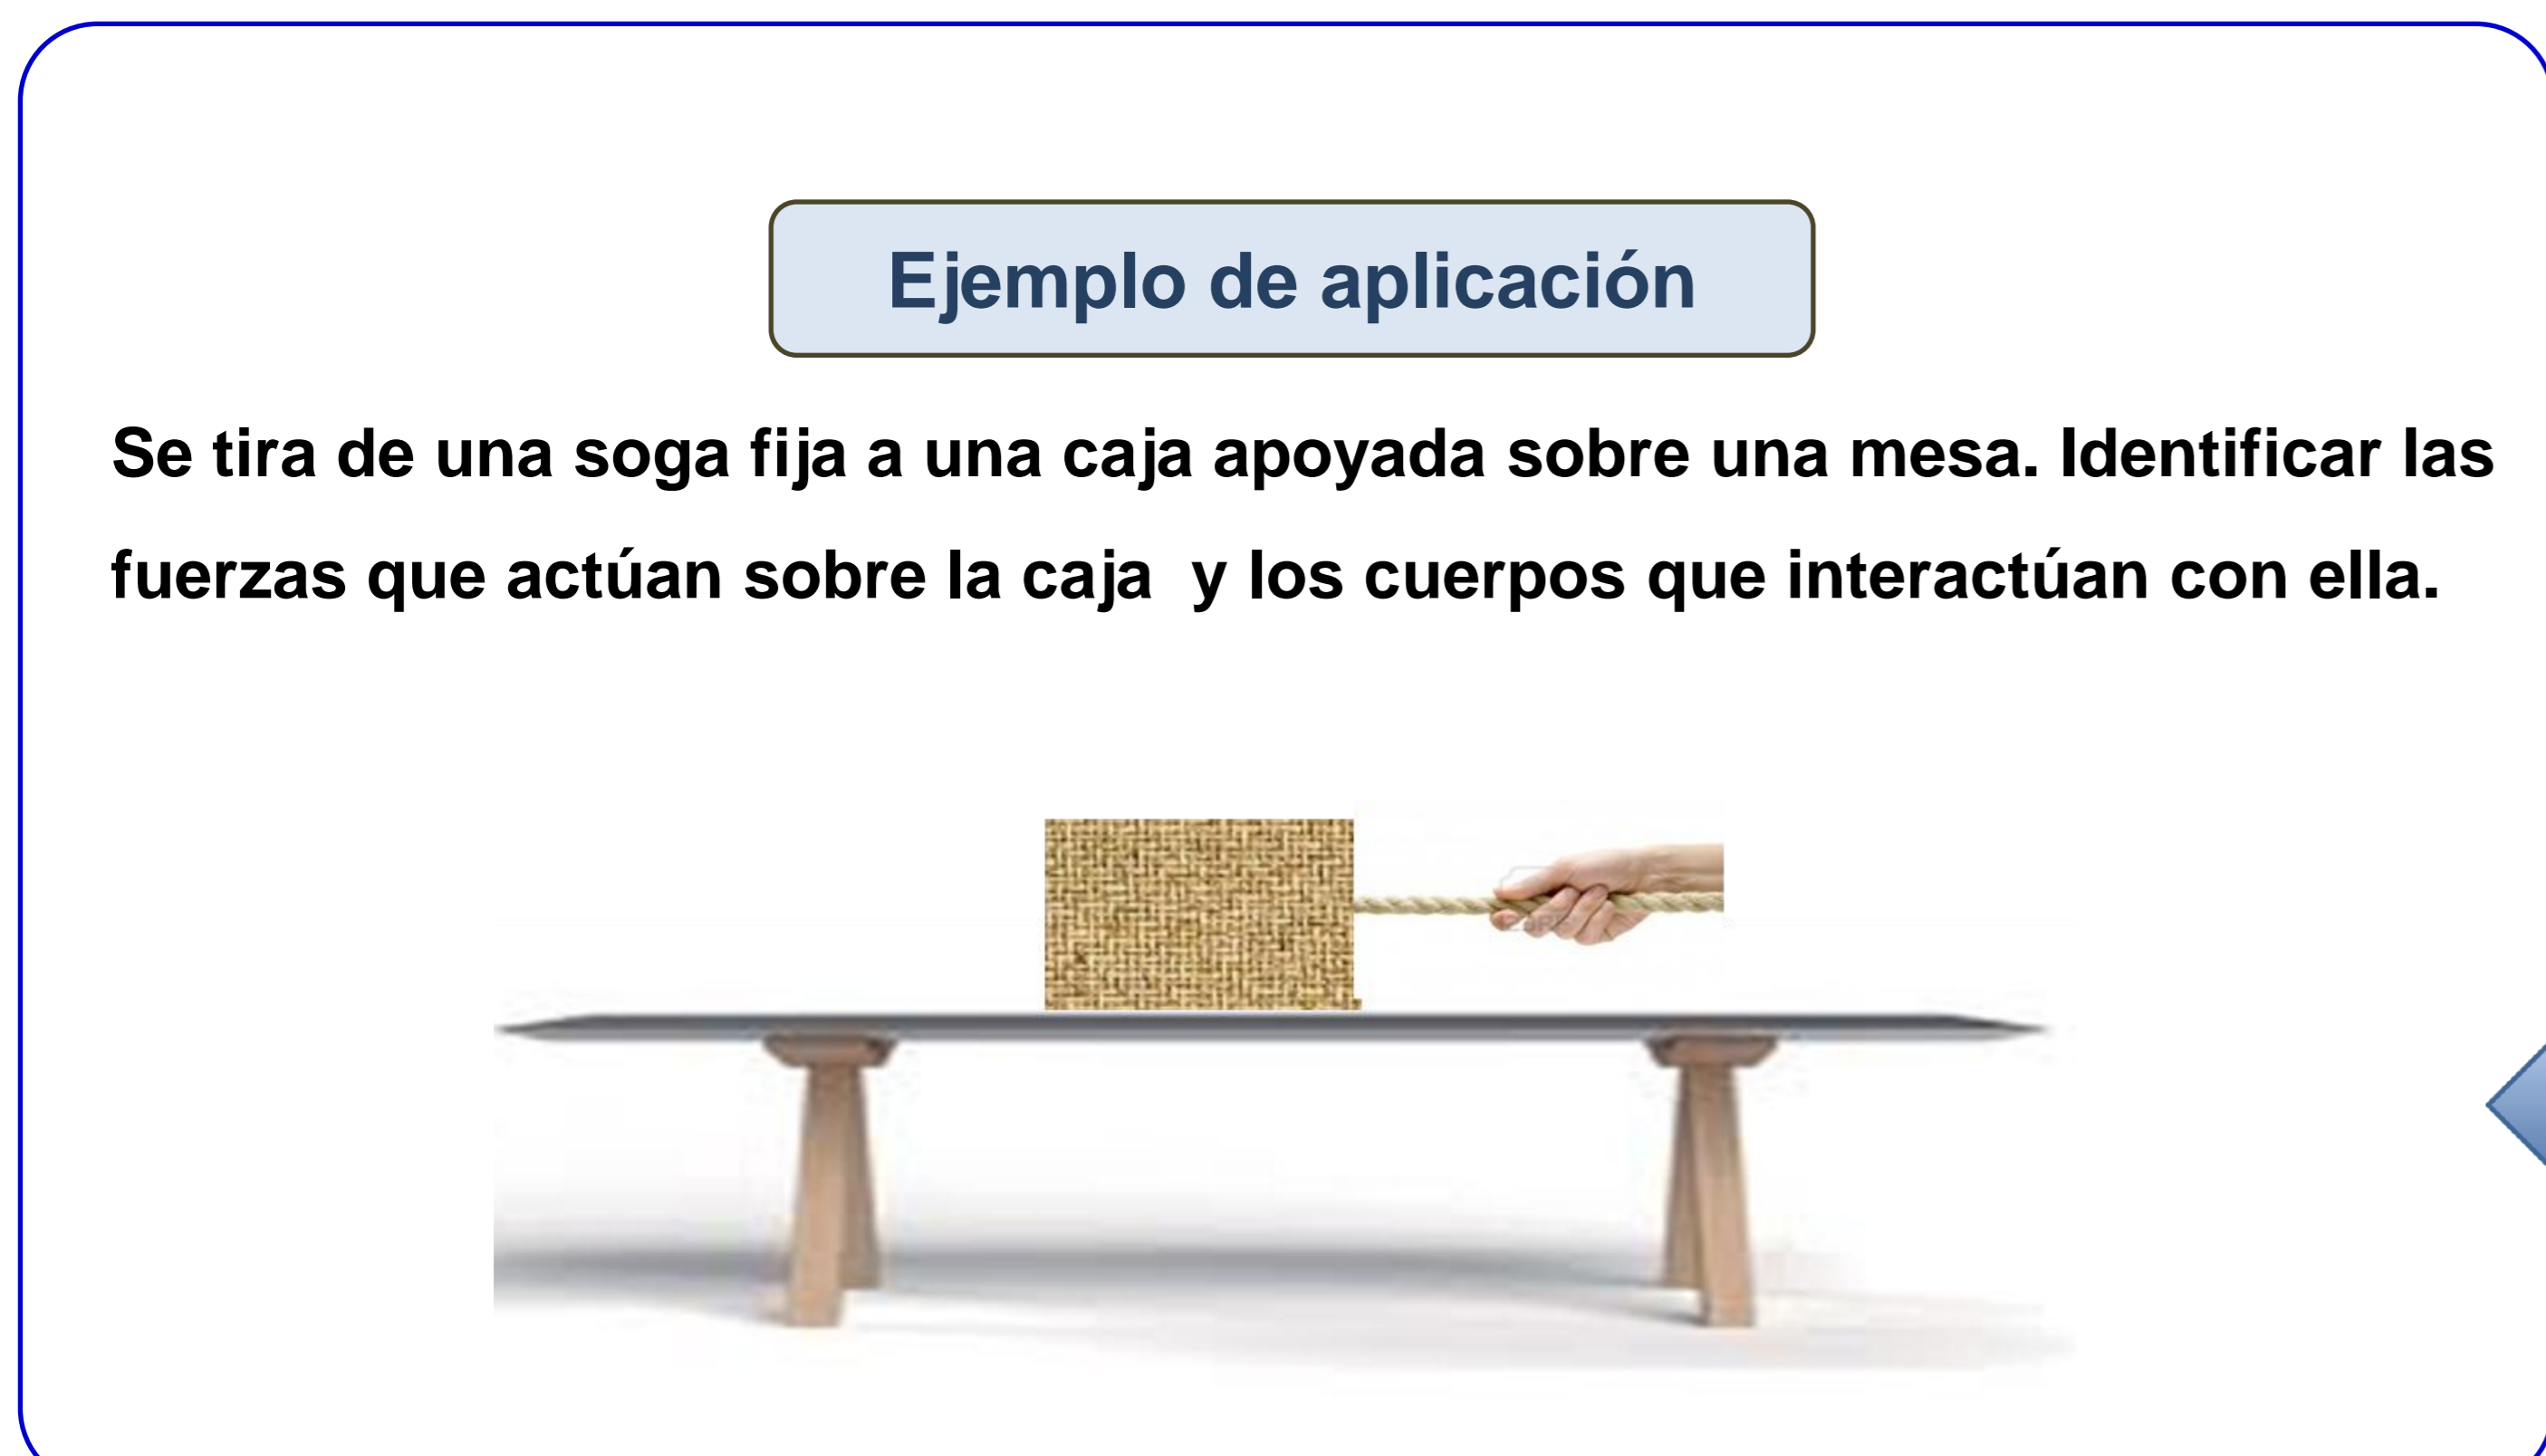 Ejemplo de aplicación
Se tira de una soga fija a una caja apoyada sobre una mesa. Identificar las
fuerzas que actúan sobre la caja  y los cuerpos que interactúan con ella.